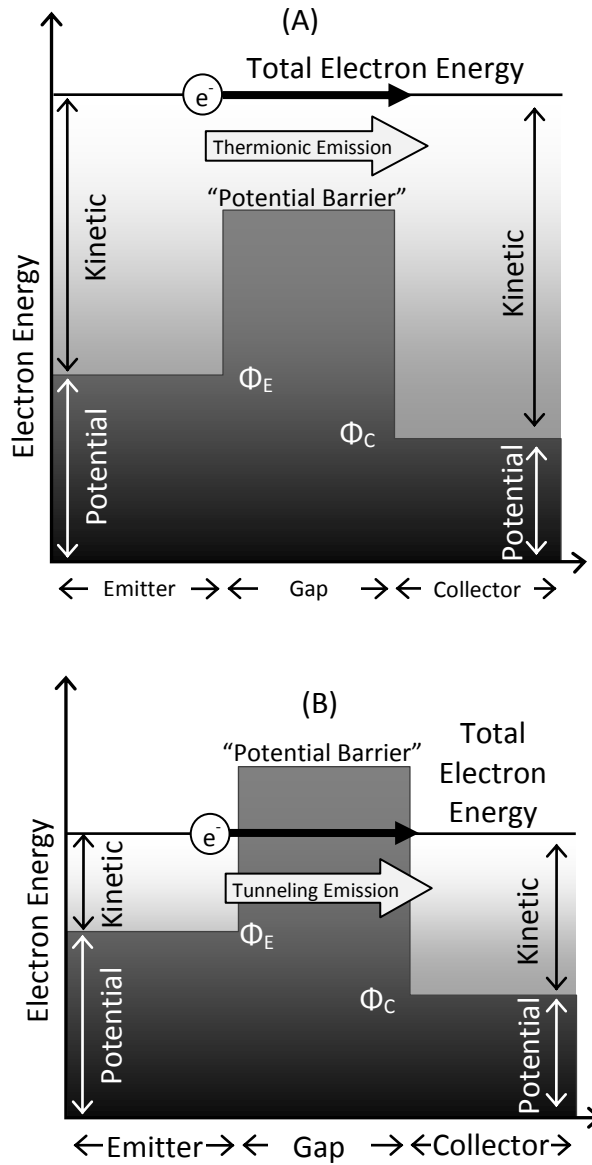 (A)
Total Electron Energy
e-
Thermionic Emission
“Potential Barrier”
Electron Energy
Kinetic
Kinetic
ΦE
ΦC
Potential
Potential
Emitter
Gap
Collector
(B)
“Potential Barrier”
Total
Electron
Energy
e-
Electron Energy
Kinetic
Tunneling Emission
Kinetic
ΦE
ΦC
Potential
Potential
Emitter
Gap
Collector